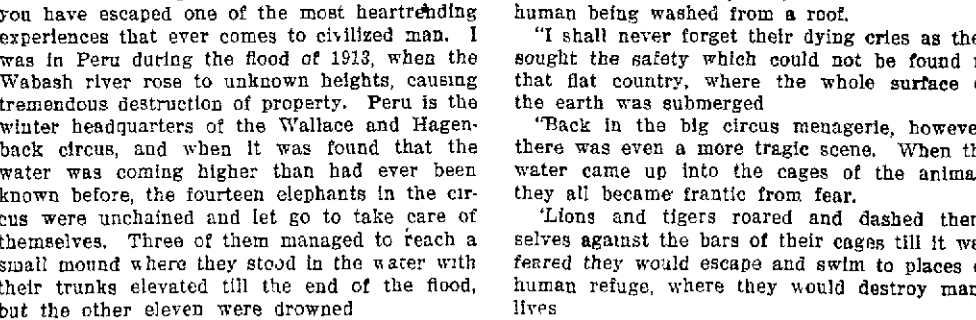 you have escaped one of the most heartrending
experiences that ever comes to civilized man. I
was in Peru during the flood of 1913, when the
Wabash river rose to unknown heights, causing
tremendous destruction of property. Peru is the
winter headquarters of the Wallace and Hagen-
back circus, and when it was found that the
water was coming higher than had ever been
known before, the fourteen elephants in the cir-
cus were unchained and let go to take care of
themselves. Three of them managed to reach a
small mound where they stood in the water with
their trunks elevated till the end of the flood,
but the other eleven were drowned
human being washed from a roof.
"I shall never forget their dying cries as the
sought the safety which could not be found
that flat country, where the whole surface
the earth was submerged
"Back in the big circus menagerie, howeve
there was even a more tragic scene. When th
water came up into the cages of the anima
they all became frantic from fear.
'Lions and tigers roared and dashed them
selves against the bars of their cages till it we
feared they would escape and swim to places
human refuge, where they would destroy man
lives